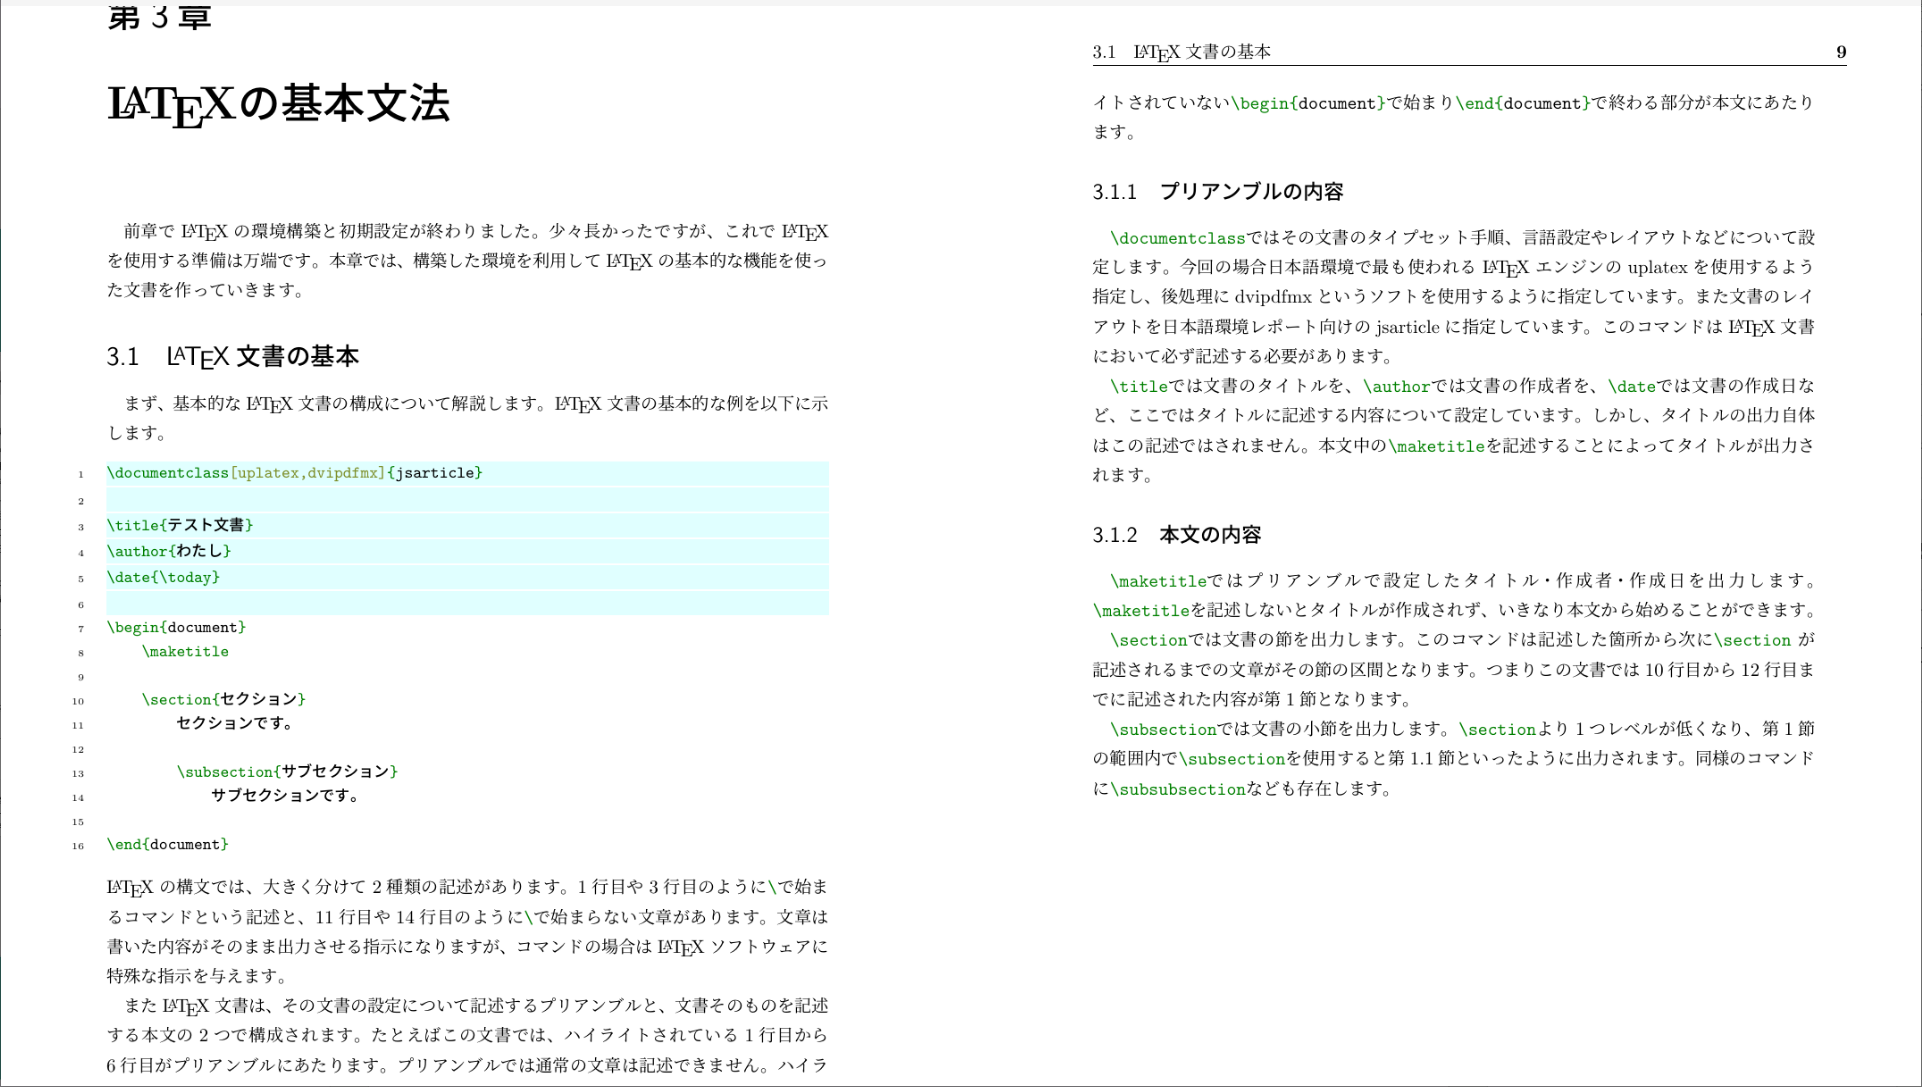 第 3 章
LATEXの基本文法
前章で LATEX の環境構築と初期設定が終わりました。少々長かったですが、これで LATEX
を使用する準備は万端です。本章では、構築した環境を利用して LATEX の基本的な機能を使っ
た文書を作っていきます。
3.1 LATEX 文書の基本
まず、基本的な LATEX 文書の構成について解説します。LATEX 文書の基本的な例を以下に示
します。
1 \documentclass[uplatex,dvipdfmx]{jsarticle}
2
3 \title{テスト文書}
4 \author{わたし}
5 \date{\today}
6
7 \begin{document}
8 \maketitle
9
10 \section{セクション}
11 セクションです。
12
13 \subsection{サブセクション}
14 サブセクションです。
15
16 \end{document}
LATEX の構文では、大きく分けて 2 種類の記述があります。1 行目や 3 行目のように\で始ま
るコマンドという記述と、11 行目や 14 行目のように\で始まらない文章があります。文章は
書いた内容がそのまま出力させる指示になりますが、コマンドの場合は LATEX ソフトウェアに
特殊な指示を与えます。
また LATEX 文書は、その文書の設定について記述するプリアンブルと、文書そのものを記述
する本文の 2 つで構成されます。たとえばこの文書では、ハイライトされている 1 行目から
6 行目がプリアンブルにあたります。プリアンブルでは通常の文章は記述できません。ハイラ
3.1 LATEX 文書の基本 9
イトされていない\begin{document}で始まり\end{document}で終わる部分が本文にあたり
ます。
3.1.1 プリアンブルの内容
\documentclassではその文書のタイプセット手順、言語設定やレイアウトなどについて設
定します。今回の場合日本語環境で最も使われる LATEX エンジンの uplatex を使用するよう
指定し、後処理に dvipdfmx というソフトを使用するように指定しています。また文書のレイ
アウトを日本語環境レポート向けの jsarticle に指定しています。このコマンドは LATEX 文書
において必ず記述する必要があります。
\titleでは文書のタイトルを、\authorでは文書の作成者を、\dateでは文書の作成日な
ど、ここではタイトルに記述する内容について設定しています。しかし、タイトルの出力自体
はこの記述ではされません。本文中の\maketitleを記述することによってタイトルが出力さ
れます。
3.1.2 本文の内容
\maketitleではプリアンブルで設定したタイトル・作成者・作成日を出力します。
\maketitleを記述しないとタイトルが作成されず、いきなり本文から始めることができます。
\sectionでは文書の節を出力します。このコマンドは記述した箇所から次に\section が
記述されるまでの文章がその節の区間となります。つまりこの文書では 10 行目から 12 行目ま
でに記述された内容が第 1 節となります。
\subsectionでは文書の小節を出力します。\sectionより 1 つレベルが低くなり、第 1 節
の範囲内で\subsectionを使用すると第 1.1 節といったように出力されます。同様のコマンド
に\subsubsectionなども存在します。